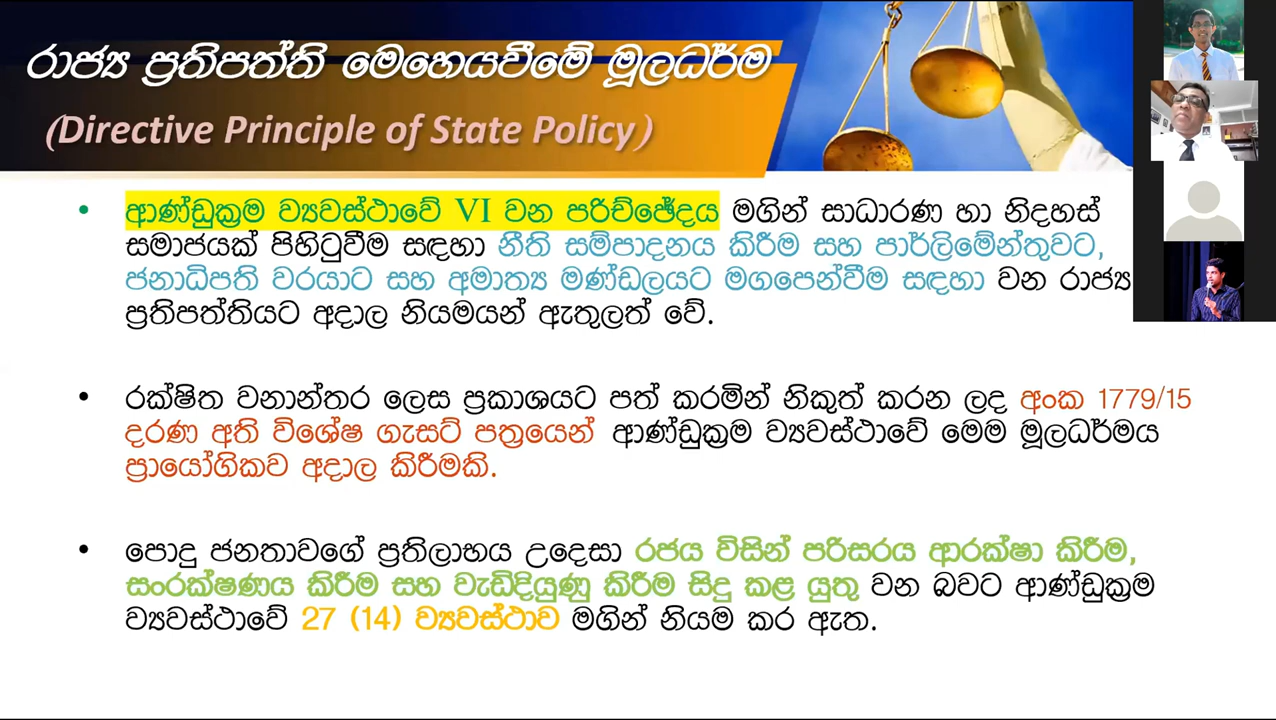 රාජ්‍ය ප්‍රතිපත්ති මෙහෙයවීමේ මූලධර්ම
(Directive Principle of State Policy)
• ආණ්ඩුක්‍රම ව්‍යවස්ථාවේ VI වන පරිච්ඡේදය මගින් සාධාරණ හා නිදහස්
සමාජයක් පිහිටුවීම සඳහා නීති සම්පාදනය කිරීම සහ පාර්ලිමේන්තුවට,
ජනාධිපති වරයාට සහ අමාත්‍ය මණ්ඩලයට මගපෙන්වීම සඳහා වන රාජ්‍ය
ප්‍රතිපත්තියට අදාල නියමයන් ඇතුලත් වේ.
• රක්ෂිත වනාන්තර ලෙස ප්‍රකාශයට පත් කරමින් නිකුත් කරන ලද අංක 1779/15
දරණ අති විශේෂ ගැසට් පත්‍රයෙන් ආණ්ඩුක්‍රම ව්‍යවස්ථාවේ මෙම මූලධර්මය
ප්‍රායෝගිකව අදාල කිරීමකි.
• පොදු ජනතාවගේ ප්‍රතිලාභය උදෙසා රජය විසින් පරිසරය ආරක්ෂා කිරීම,
සංරක්ෂණය කිරීම සහ වැඩිදියුණු කිරීම සිදු කළ යුතු වන බවට ආණ්ඩුක්‍රම
ව්‍යවස්ථාවේ 27 (14) ව්‍යවස්ථාව මගින් නියම කර ඇත.